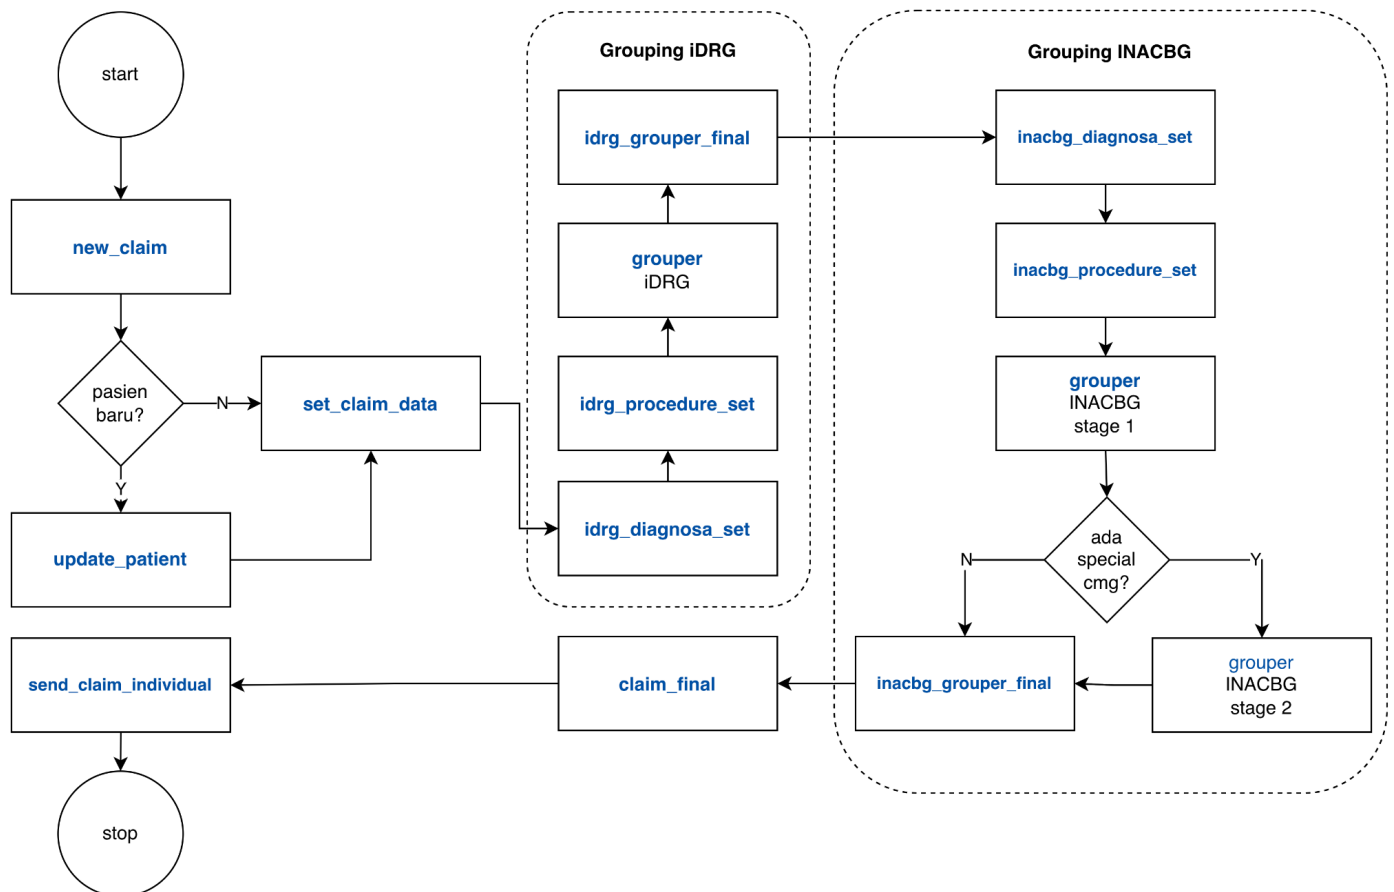 start
new_claim
pasien
baru?
N
Y
update_patient
set_claim_data
Grouping iDRG
idrg_diagnosa_set
idrg_procedure_set
grouper
iDRG
idrg_grouper_final
Grouping INACBG
inacbg_diagnosa_set
inacbg_procedure_set
grouper
INACBG
stage 1
ada
special
cmg?
N
Y
grouper
INACBG
stage 2
inacbg_grouper_final
claim_final
send_claim_individual
stop